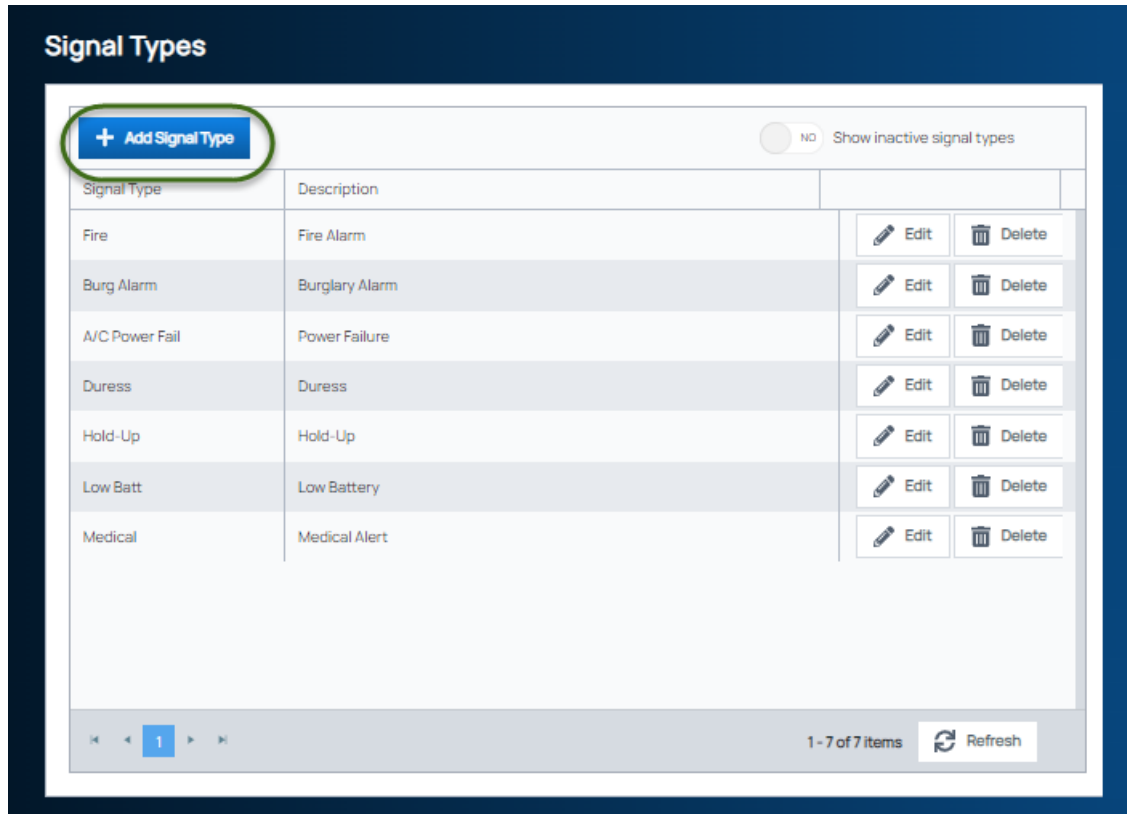 Signal Types
Add Signal Type
NO Show inactive signal types
Signal Type Description
Fire Fire Alarm Edit Delete
Burg Alarm Burglary Alarm Edit Delete
A/C Power Fail Power Failure Edit Delete
Duress Duress Edit Delete
Hold-Up Hold-Up Edit Delete
Low Batt Low Battery Edit Delete
Medical Medical Alert Edit Delete
1 1 - 7 of 7 items Refresh